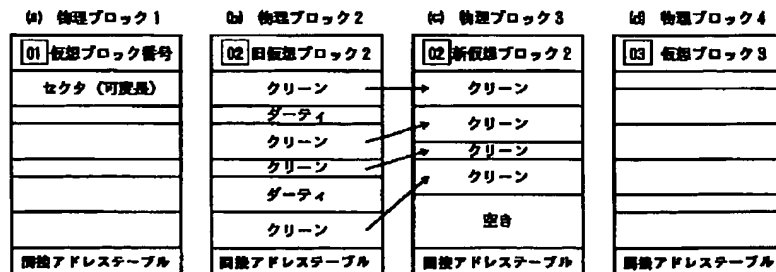 (a) 物理ブロック1
01 仮想ブロック番号
セクタ (可変長)
間接アドレステーブル
(b) 物理ブロック2
02 旧仮想ブロック2
クリーン
ダーティ
クリーン
クリーン
ダーティ
クリーン
間接アドレステーブル
(c) 物理ブロック3
02 新仮想ブロック2
クリーン
クリーン
クリーン
クリーン
空き
間接アドレステーブル
(d) 物理ブロック4
03 仮想ブロック3
間接アドレステーブル